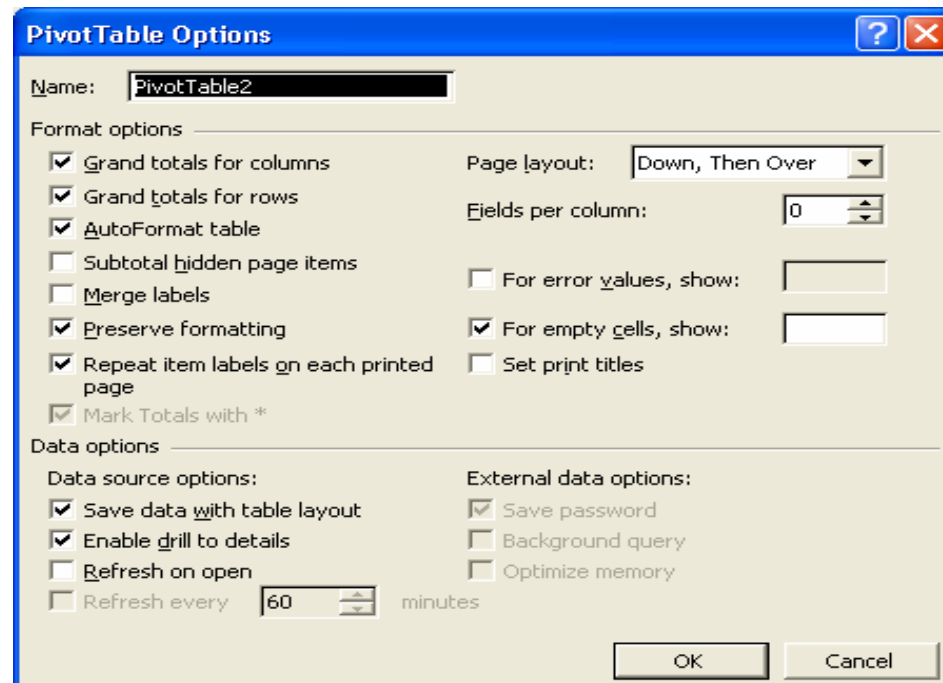 PivotTable Options
Name: PivotTable2
Format options
Grand totals for columns
Grand totals for rows
AutoFormat table
Subtotal hidden page items
Merge labels
Preserve formatting
Repeat item labels on each printed
page
Mark Totals with *
Page layout: Down, Then Over
Fields per column: 0
For error values, show:
For empty cells, show:
Set print titles
Data options
Data source options:
Save data with table layout
Enable drill to details
Refresh on open
Refresh every 60 minutes
External data options:
Save password
Background query
Optimize memory
OK Cancel